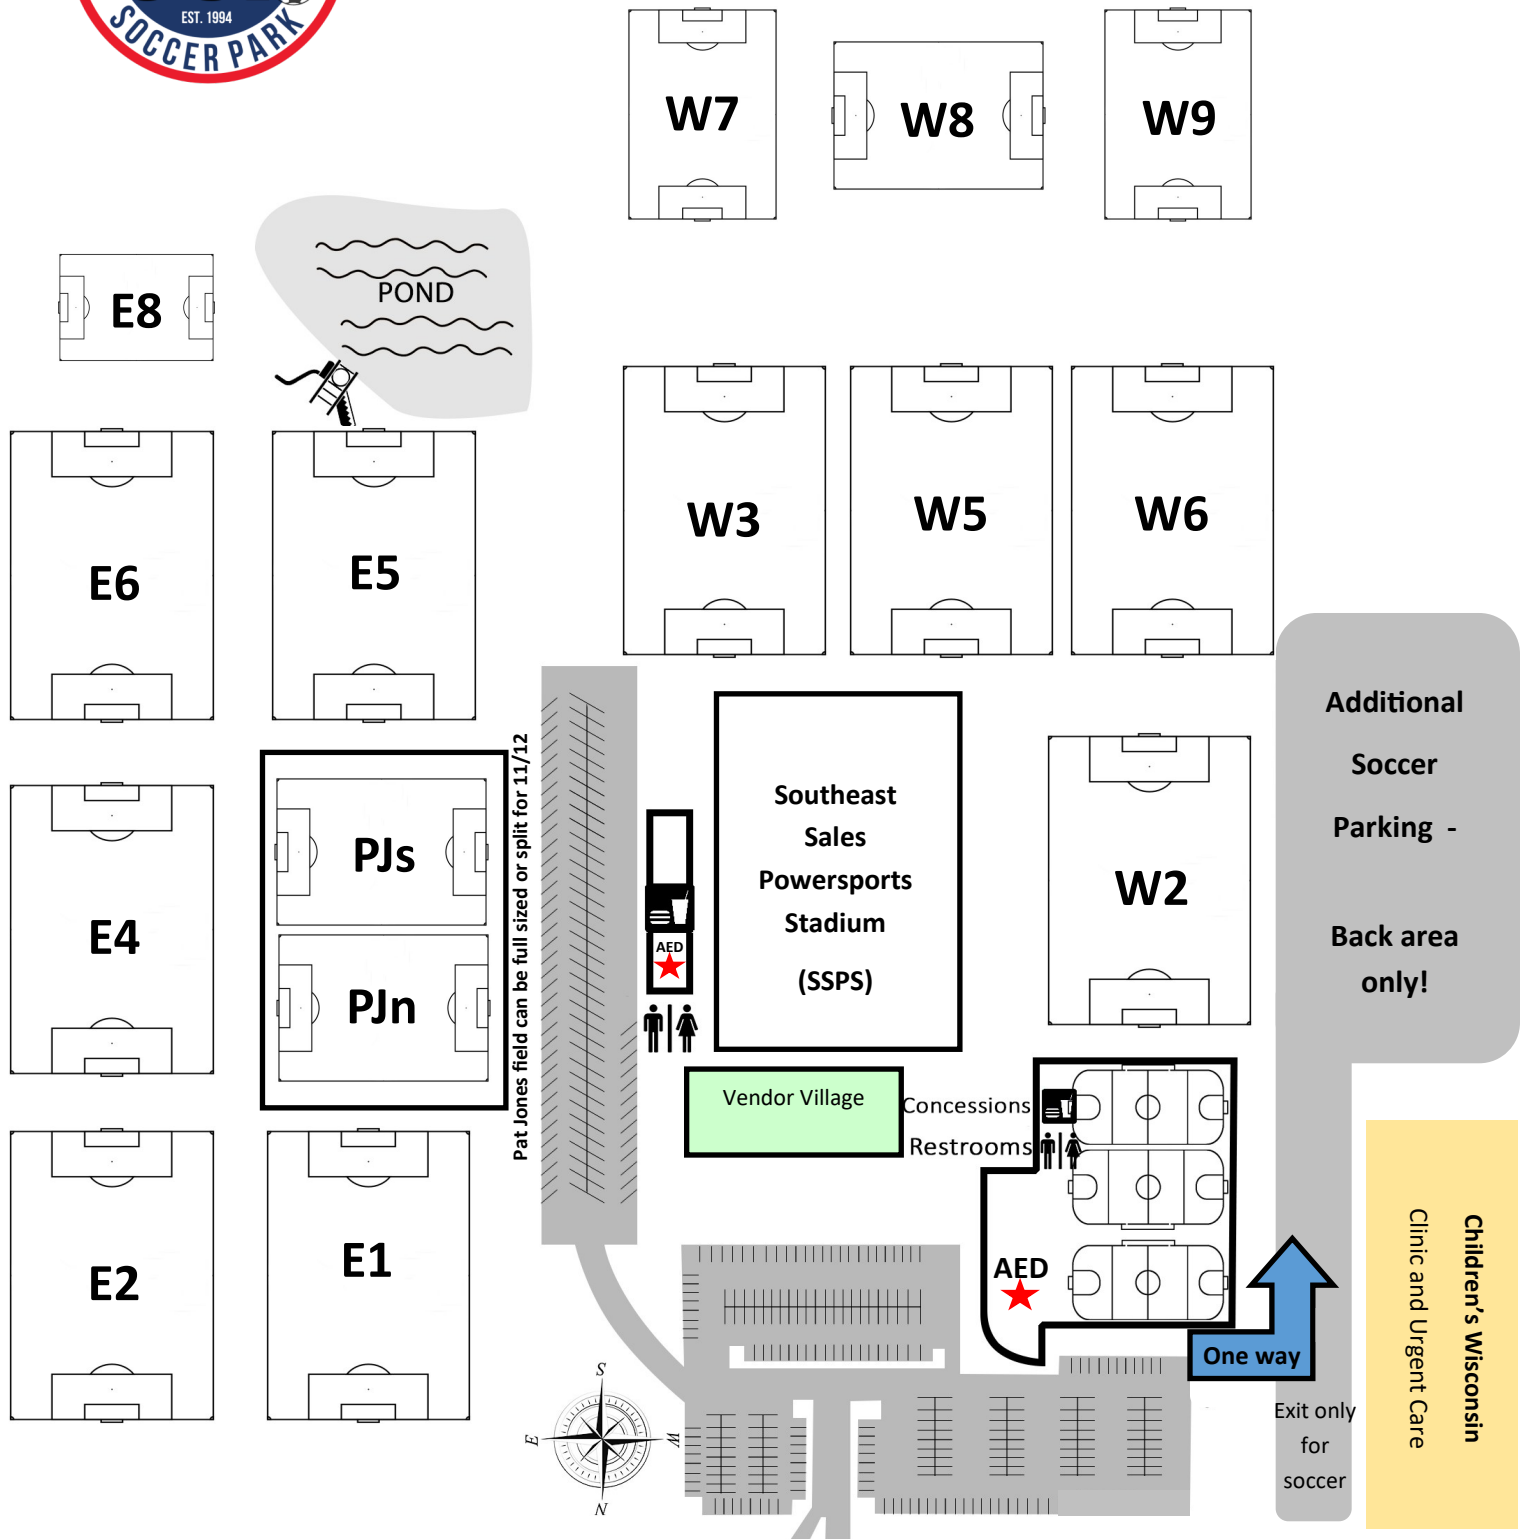 EST. 1994
SOCCER PARK
W7
W8
W9
POND
E8
W3
W5
W6
E6
E5
Additional
Soccer
Parking -
Back area
only!
Pat Jones field can be full sized or split for 11/12
PJs
PJn
Southeast
Sales
Powersports
Stadium
(SSPS)
W2
E4
AED
Vendor Village
Concessions
Restrooms
E2
E1
AED
One way
Children's Wisconsin
Clinic and Urgent Care
Exit only
for
soccer
S
E
W
N